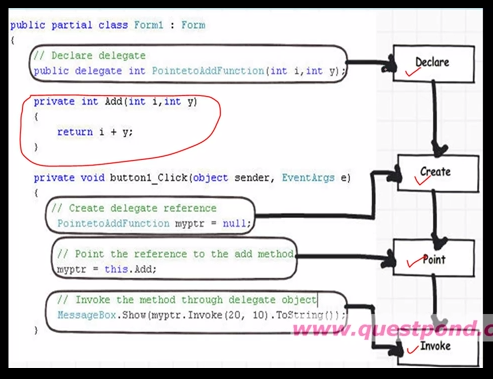 public partial class Form1 : Form
{
// Declare delegate
public delegate int PointetoAddFunction(int i,int y);
private int Add(int i,int y)
{
return i + y;
}
private void button1_Click(object sender, EventArgs e)
{
// Create delegate reference
PointetoAddFunction myptr = null;
// Point the reference to the add method
myptr = this.Add;
// Invoke the method through delegate object
MessageBox.Show(myptr.Invoke(20, 10).ToString());
}
Declare
Create
Point
Invoke
www.questpond.com